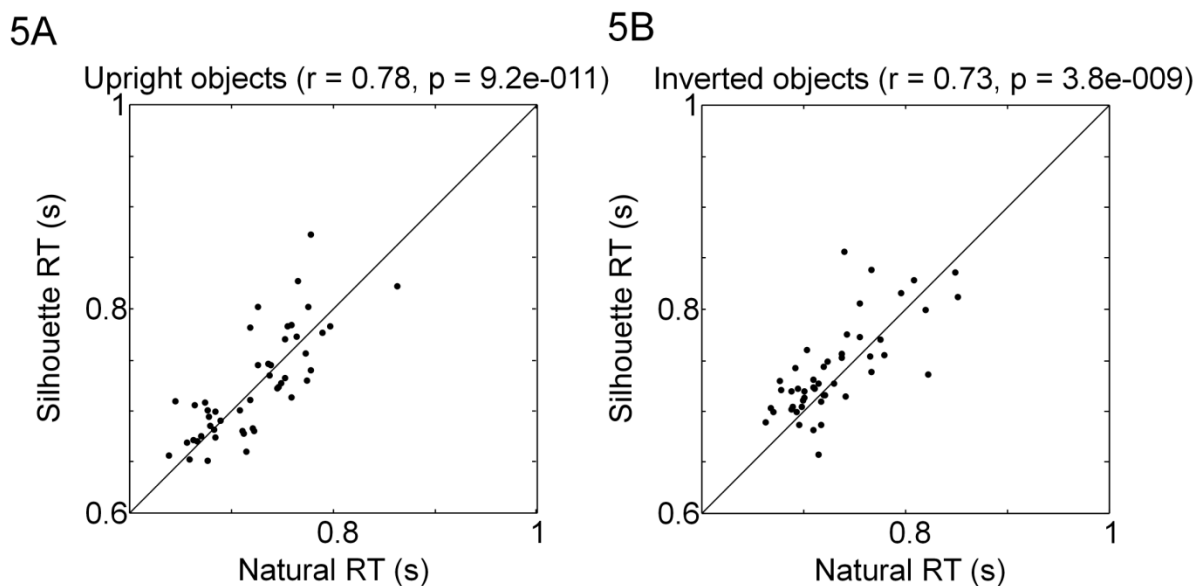 5A
Upright objects (r = 0.78, p = 9.2e-011)
1
0.8
0.6
Silhouette RT (s)
0.8
1
Natural RT (s)
5B
Inverted objects (r = 0.73, p = 3.8e-009)
1
0.8
0.6
Silhouette RT (s)
0.8
1
Natural RT (s)